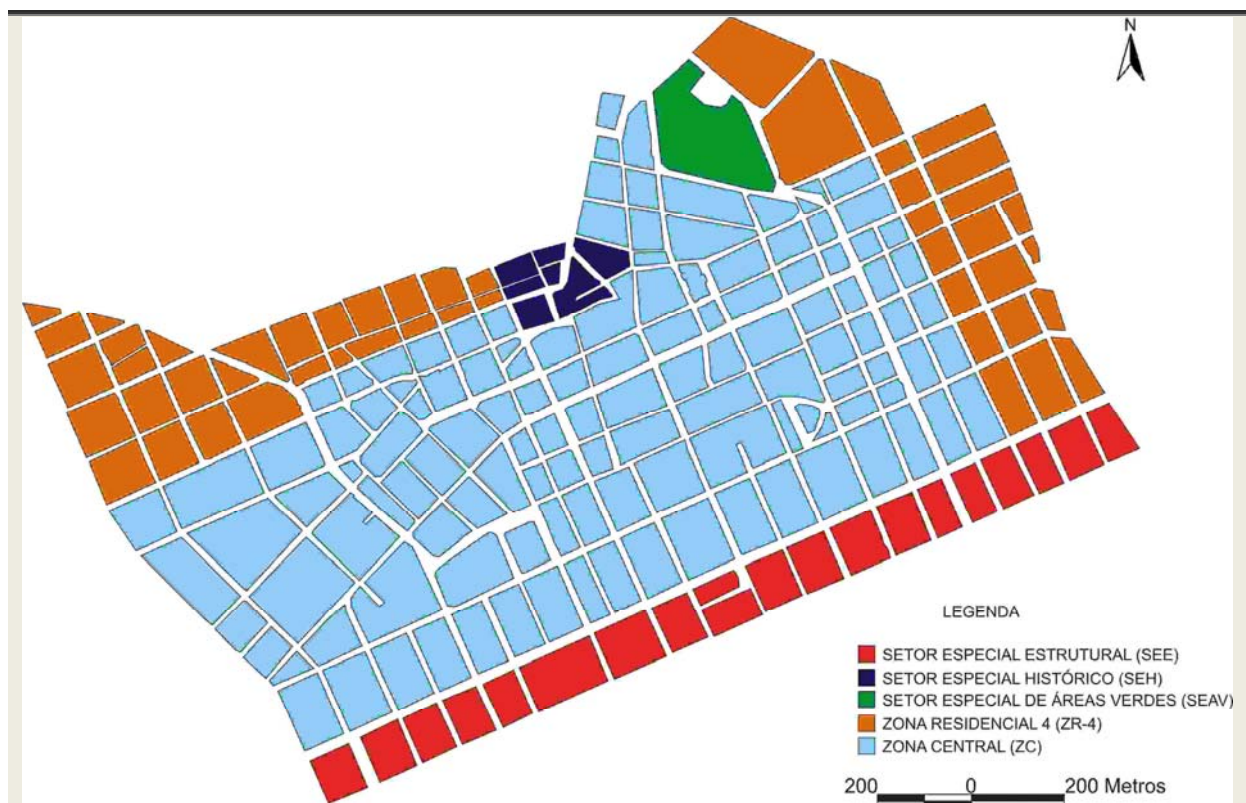 N
LEGENDA
SETOR ESPECIAL ESTRUTURAL (SEE)
SETOR ESPECIAL HISTÓRICO (SEH)
SETOR ESPECIAL DE ÁREAS VERDES (SEAV)
ZONA RESIDENCIAL 4 (ZR-4)
ZONA CENTRAL (ZC)
200 0 200 Metros